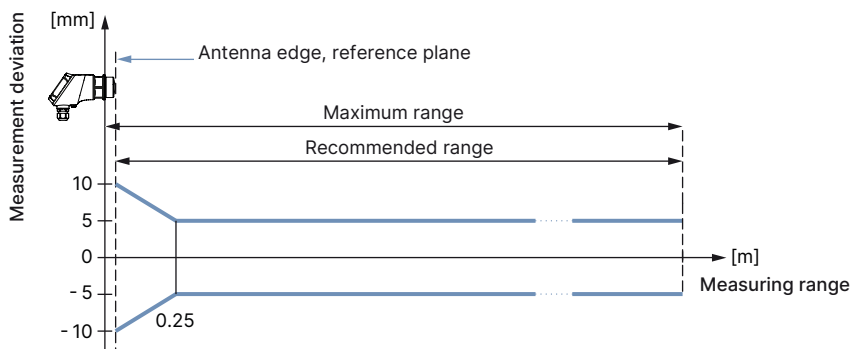 [mm]
Measurement deviation
Antenna edge, reference plane
Maximum range
Recommended range
10
5
0
- 5
- 10
0.25
[m]
Measuring range